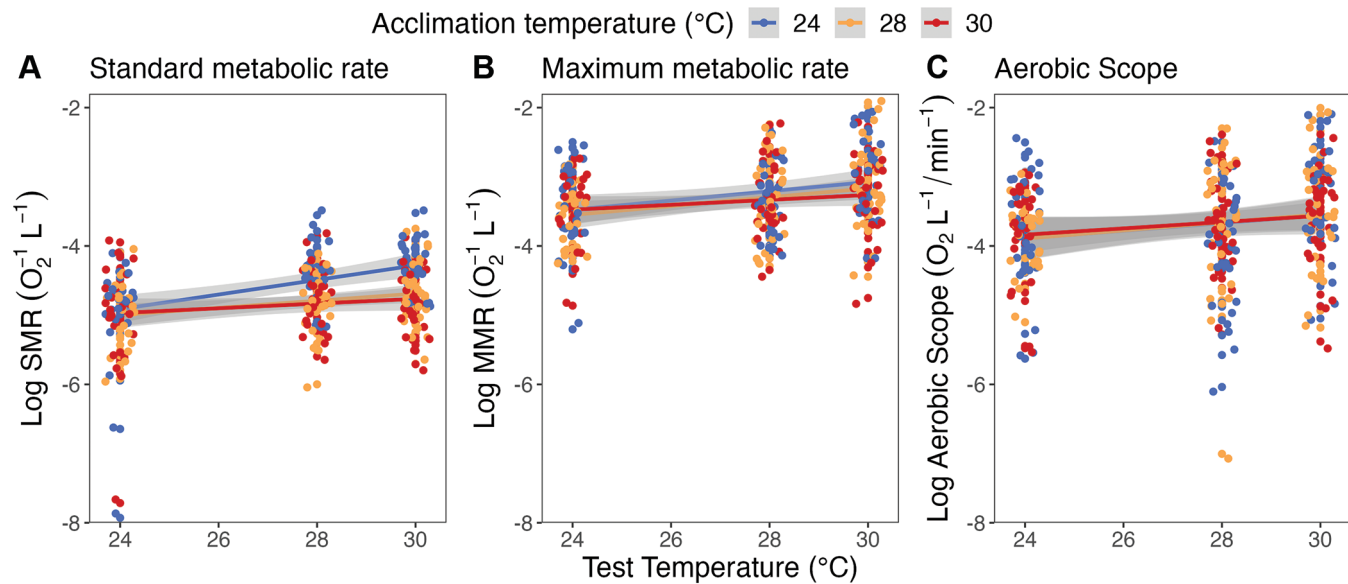 Acclimation temperature (°C) 24 28 30
A Standard metabolic rate
B Maximum metabolic rate
C Aerobic Scope
Log SMR (O₂⁻¹ L⁻¹)
-2
-4
-6
-8
24 28 30
Log MMR (O₂⁻¹ L⁻¹)
-2
-4
-6
-8
24 28 30
Log Aerobic Scope (O₂ L⁻¹/min⁻¹)
-2
-4
-6
-8
24 26 28 30
Test Temperature (°C)